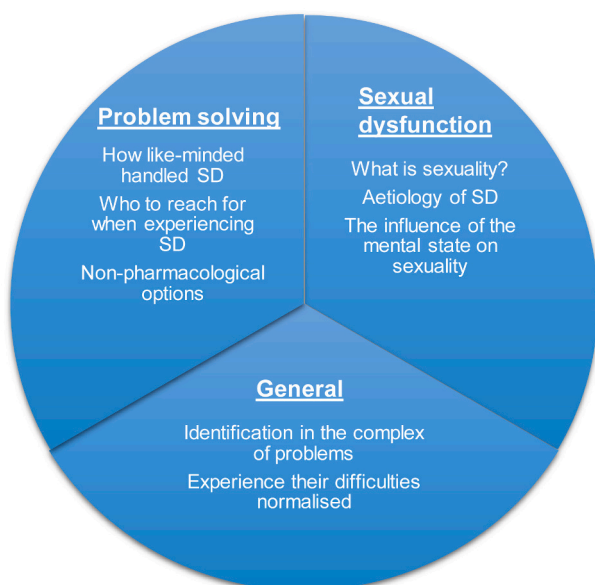 Problem solving
How like-minded
handled SD
Who to reach for
when experiencing
SD
Non-pharmacological
options
Sexual
dysfunction
What is sexuality?
Aetiology of SD
The influence of the
mental state on
sexuality
General
Identification in the complex
of problems
Experience their difficulties
normalised